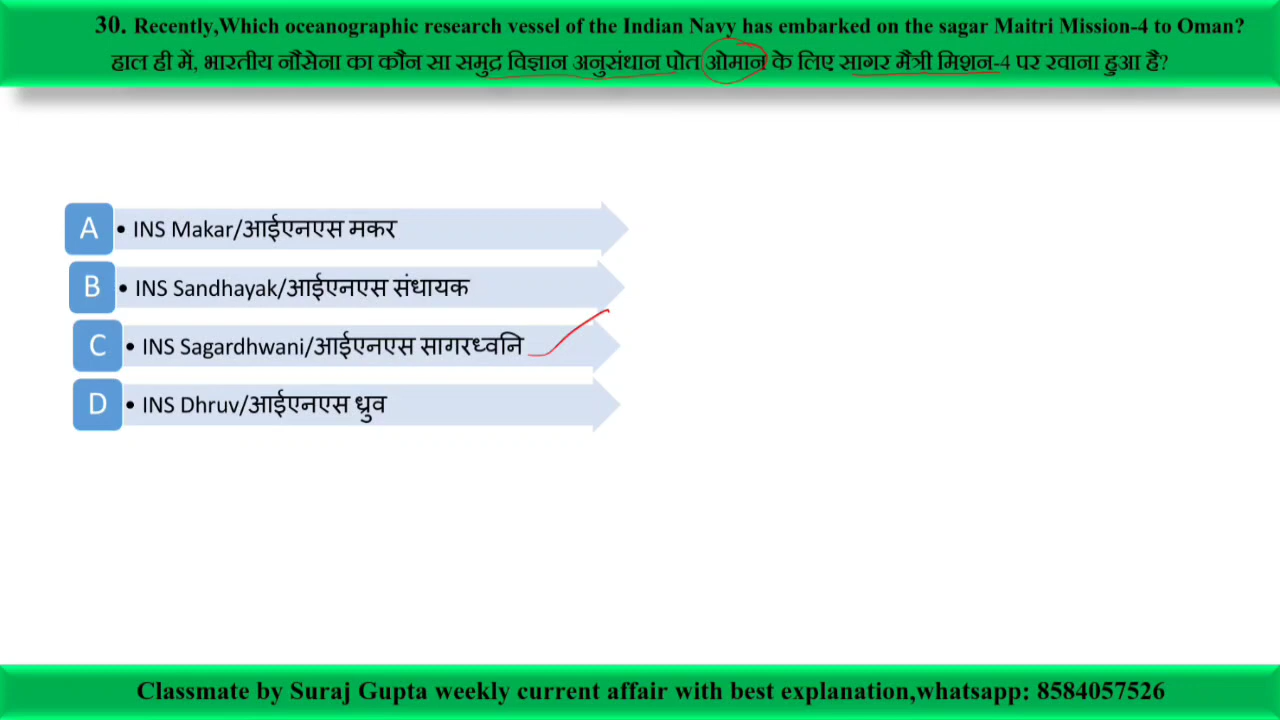 30. Recently,Which oceanographic research vessel of the Indian Navy has embarked on the sagar Maitri Mission-4 to Oman?
हाल ही में, भारतीय नौसेना का कौन सा समुद्र विज्ञान अनुसंधान पोत ओमान के लिए सागर मैत्री मिशन-4 पर रवाना हुआ है?
A • INS Makar/आईएनएस मकर
B • INS Sandhayak/आईएनएस संधायक
C • INS Sagardhwani/आईएनएस सागरध्वनि
D • INS Dhruv/आईएनएस ध्रुव
Classmate by Suraj Gupta weekly current affair with best explanation,whatsapp: 8584057526